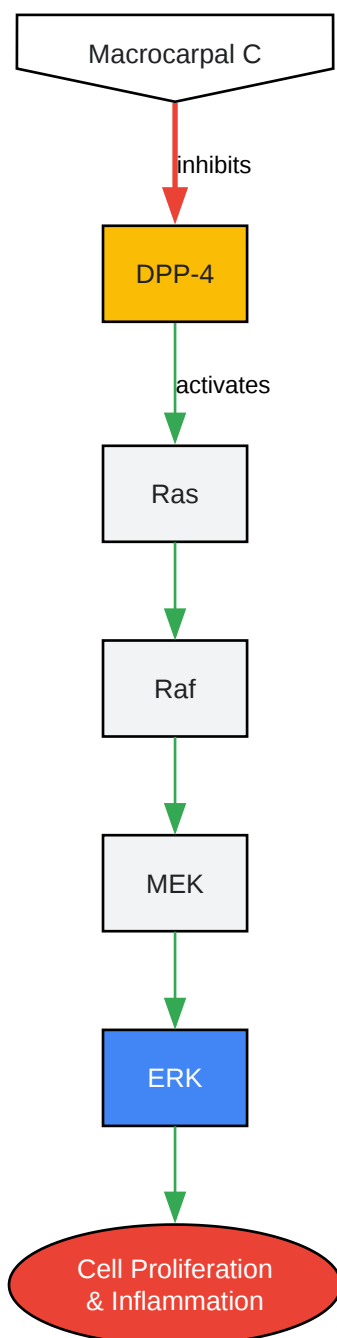 Macrocarpal C
inhibits
DPP-4
activates
Ras
Raf
MEK
ERK
Cell Proliferation
& Inflammation